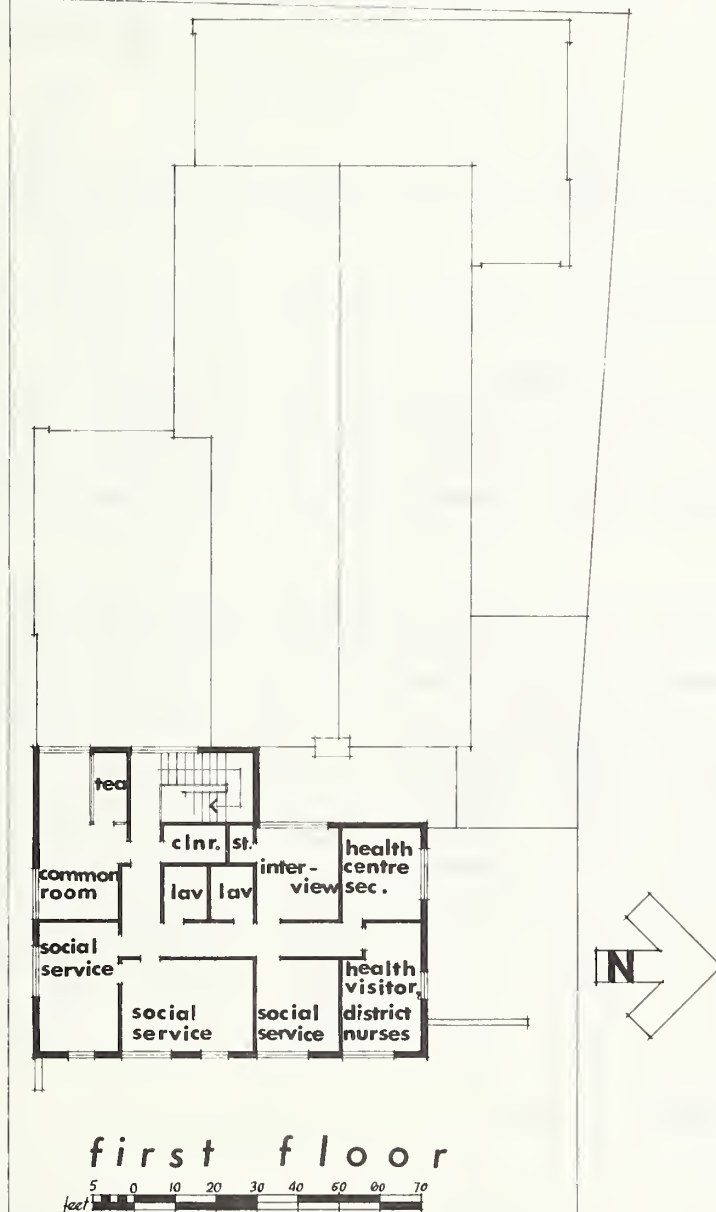 tea
clnr. st.
common
room
lav lav
inter-
view
health
centre
sec.
social
service
social
service
social
service
health
visitor,
district
nurses
N
first floor
5 0 10 20 30 40 60 60 70
feet